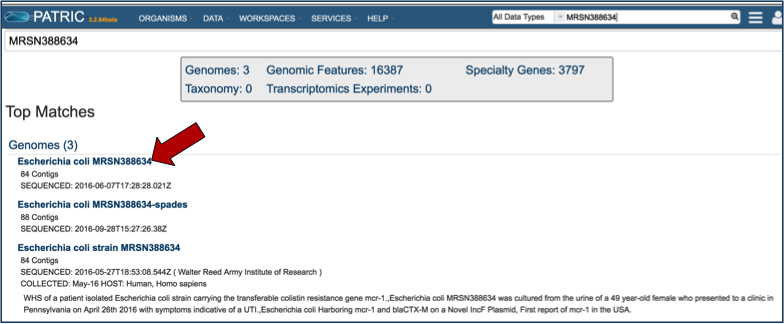 PATRIC 3.2.64beta ORGANISMS DATA WORKSPACES SERVICES HELP All Data Types MRSN388634
MRSN388634
Genomes: 3 Genomic Features: 16387 Specialty Genes: 3797
Taxonomy: 0 Transcriptomics Experiments: 0
Top Matches
Genomes (3)
Escherichia coli MRSN388634
84 Contigs
SEQUENCED: 2016-06-07T17:28:28.021Z
Escherichia coli MRSN388634-spades
88 Contigs
SEQUENCED: 2016-09-28T15:27:26.38Z
Escherichia coli strain MRSN388634
84 Contigs
SEQUENCED: 2016-05-27T18:53:08.544Z ( Walter Reed Army Institute of Research )
COLLECTED: May-16 HOST: Human, Homo sapiens
WHS of a patient isolated Escherichia coli strain carrying the transferable colistin resistance gene mcr-1.,Escherichia coli MRSN388634 was cultured from the urine of a 49 year-old female who presented to a clinic in
Pennsylvania on April 26th 2016 with symptoms indicative of a UTI.,Escherichia coli Harboring mcr-1 and blaCTX-M on a Novel IncF Plasmid, First report of mcr-1 in the USA.